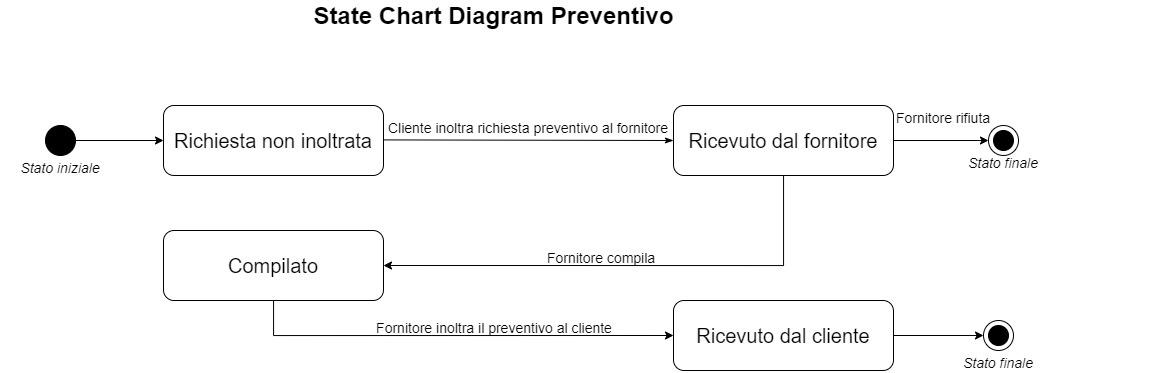 State Chart Diagram Preventivo
Richiesta non inoltrata
Cliente inoltra richiesta preventivo al fornitore
Ricevuto dal fornitore
Fornitore rifiuta
Stato iniziale
Stato finale
Compilato
Fornitore compila
Fornitore inoltra il preventivo al cliente
Ricevuto dal cliente
Stato finale